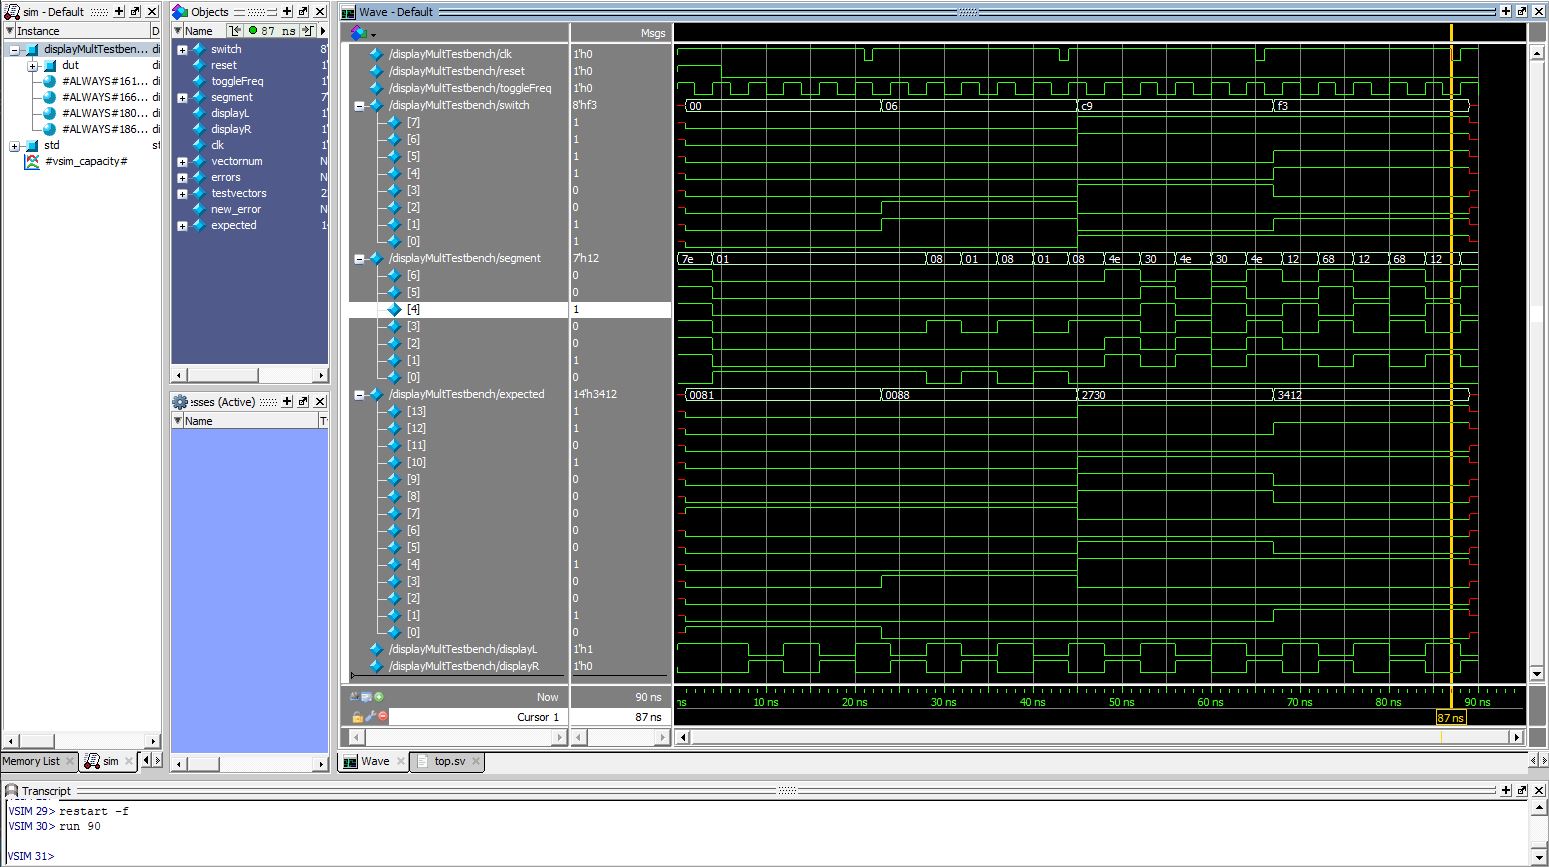 sim - Default
Instance D
displayMultTestben... di
dut di
#ALWAYS#161... di
#ALWAYS#166... di
#ALWAYS#180... di
#ALWAYS#186... di
std st
#vsim_capacity#
Memory List sim
Objects
Name 87 ns
switch 8'
reset 1'
toggleFreq 1'
segment 7'
displayL 1'
displayR 1'
clk 1'
vectornum N
errors N
testvectors 2
new_error N
expected 1
esses (Active)
Name T
Wave - Default
Msgs
/displayMultTestbench/clk 1'h0
/displayMultTestbench/reset 1'h0
/displayMultTestbench/toggleFreq 1'h0
/displayMultTestbench/switch 8'hf3 00 06 c9 f3
[7] 1
[6] 1
[5] 1
[4] 1
[3] 0
[2] 0
[1] 1
[0] 1
/displayMultTestbench/segment 7'h12 7e 01 08 01 08 01 08 4e 30 4e 30 4e 12 68 12 68 12
[6] 0
[5] 0
[4] 1
[3] 0
[2] 0
[1] 1
[0] 0
/displayMultTestbench/expected 14'h3412 0081 0088 2730 3412
[13] 1
[12] 1
[11] 0
[10] 1
[9] 0
[8] 0
[7] 0
[6] 0
[5] 0
[4] 1
[3] 0
[2] 0
[1] 1
[0] 0
/displayMultTestbench/displayL 1'h1
/displayMultTestbench/displayR 1'h0
Now 90 ns ns 10 ns 20 ns 30 ns 40 ns 50 ns 60 ns 70 ns 80 ns 90 ns
Cursor 1 87 ns 87 ns
Wave top.sv
Transcript
VSIM 29> restart -f
VSIM 30> run 90
VSIM 31>